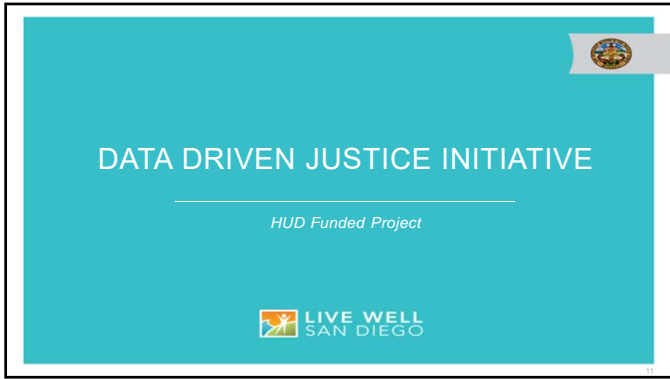 DATA DRIVEN JUSTICE INITIATIVE
HUD Funded Project
LIVE WELL
SAN DIEGO
11